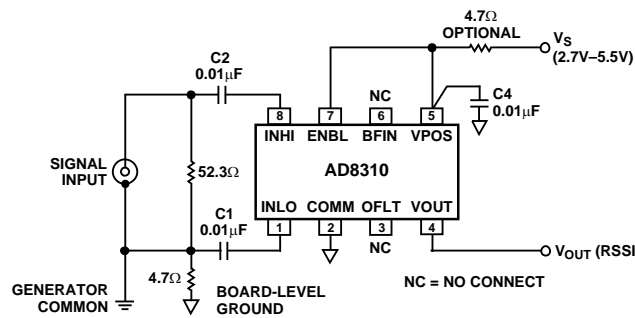 4.7Ω
OPTIONAL
VS
(2.7V–5.5V)
C2
0.01μF
NC
C4
0.01μF
8
7
6
5
INHI
ENBL
BFIN
VPOS
SIGNAL
INPUT
52.3Ω
AD8310
C1
0.01μF
INLO
COMM
OFLT
VOUT
1
2
3
4
NC
4.7Ω
VOUT (RSSI
GENERATOR
COMMON
BOARD-LEVEL
GROUND
NC = NO CONNECT